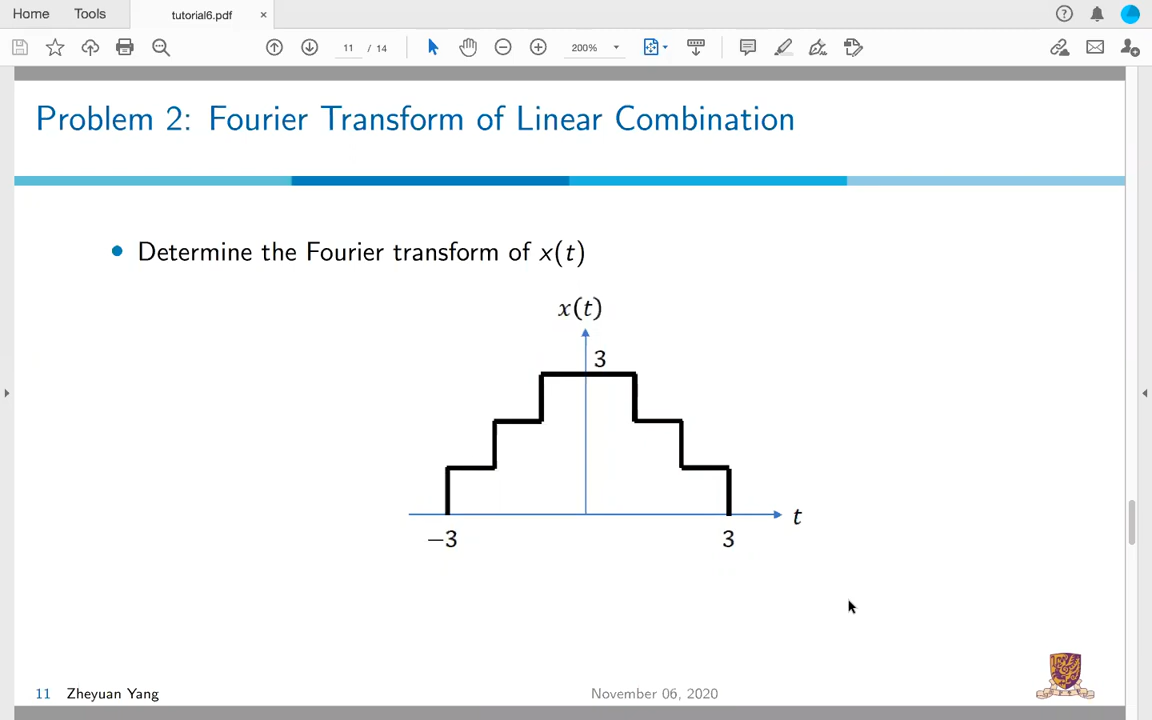 Home Tools tutorial6.pdf ×
11 / 14 200%
Problem 2: Fourier Transform of Linear Combination
Determine the Fourier transform of x(t)
x(t)
3
t
−3 3
11 Zheyuan Yang November 06, 2020